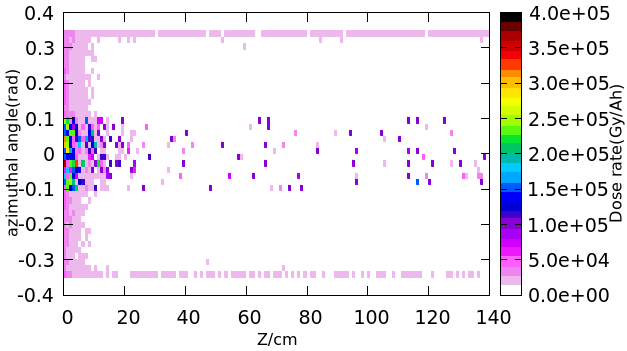 azimuthal angle(rad)
0.4
0.3
0.2
0.1
0
-0.1
-0.2
-0.3
-0.4
0 20 40 60 80 100 120 140
Z/cm
4.0e+05
3.5e+05
3.0e+05
2.5e+05
2.0e+05
1.5e+05
1.0e+05
5.0e+04
0.0e+00
Dose rate(Gy/Ah)